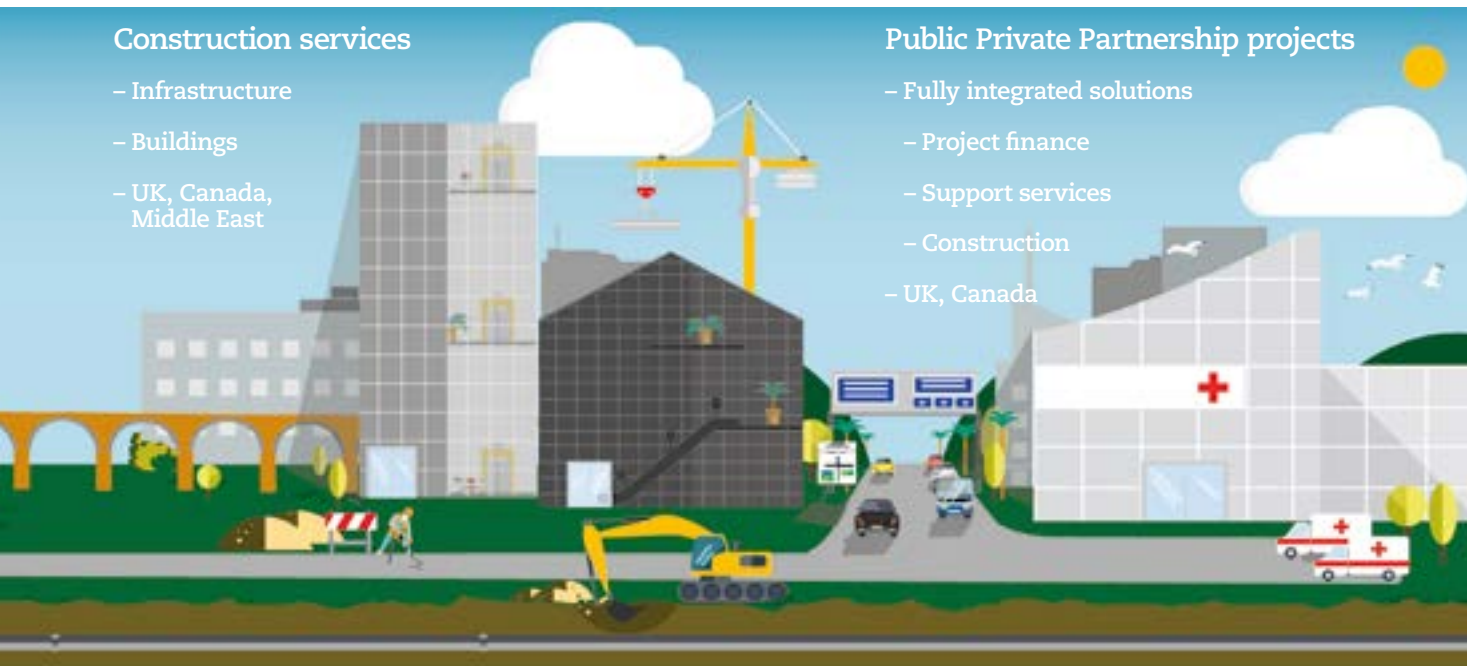 Construction services
– Infrastructure
– Buildings
– UK, Canada,
Middle East
Public Private Partnership projects
– Fully integrated solutions
– Project finance
– Support services
– Construction
– UK, Canada